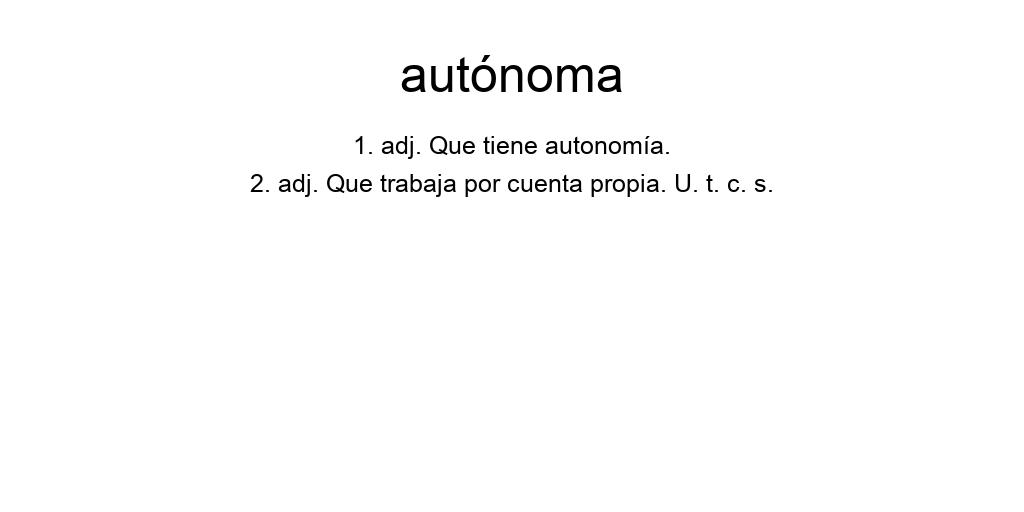 autónoma
1. adj. Que tiene autonomía.
2. adj. Que trabaja por cuenta propia. U. t. c. s.